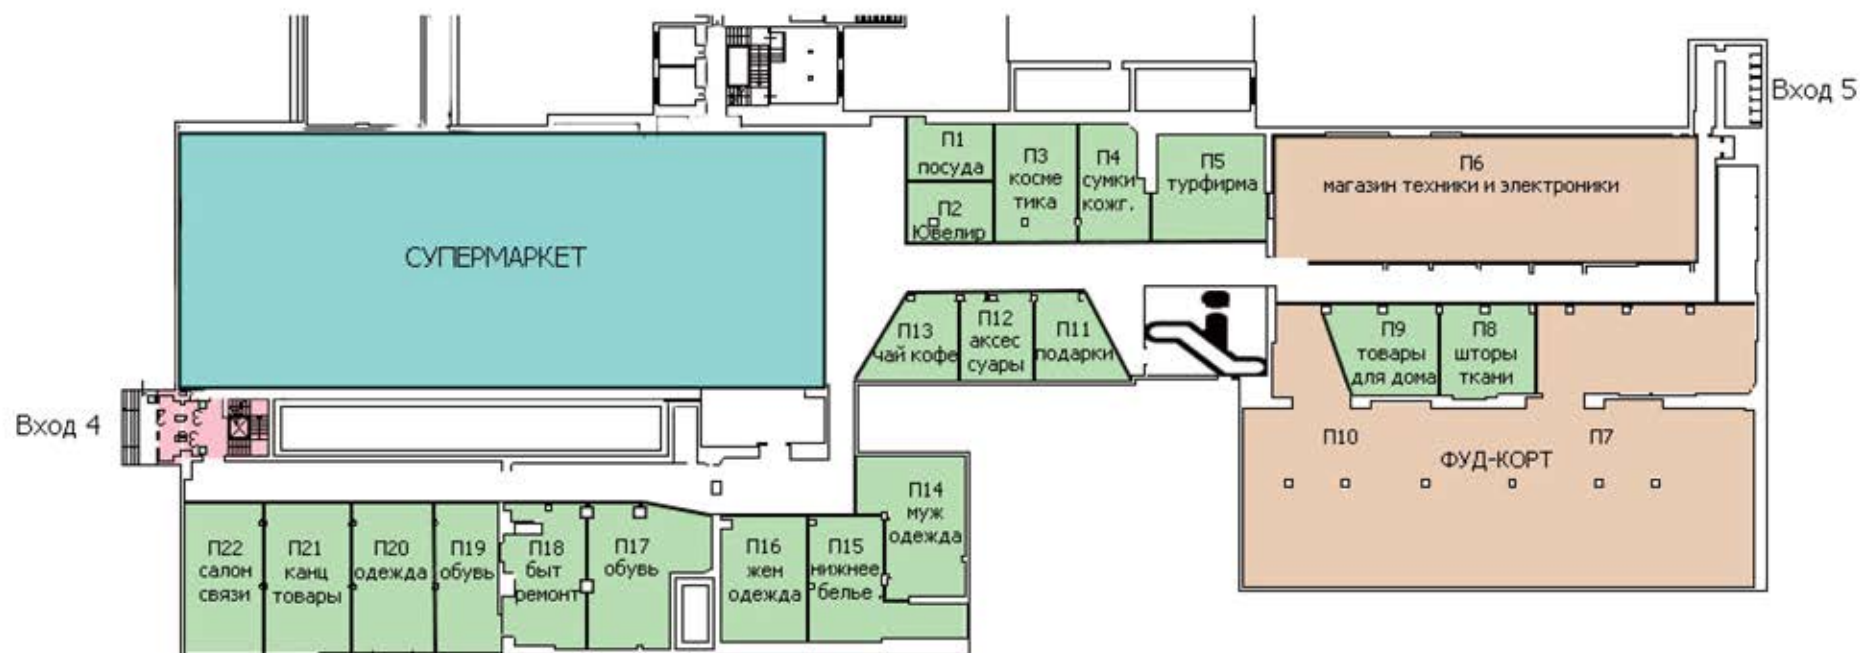 Вход 5
П1
посуда
П2
Ювелир
П3
косме
тика
П4
сумки
кожг.
П5
турфирма
П6
магазин техники и электроники
СУПЕРМАРКЕТ
П13
чай кофе
П12
аксес
суары
П11
подарки
П9
товары
для дома
П8
шторы
ткани
Вход 4
П10
П7
ФУД-КОРТ
П14
муж
одежда
П22
салон
связи
П21
канц
товары
П20
одежда
П19
обувь
П18
быт
ремонт
П17
обувь
П16
жен
одежда
П15
нижнее
белье